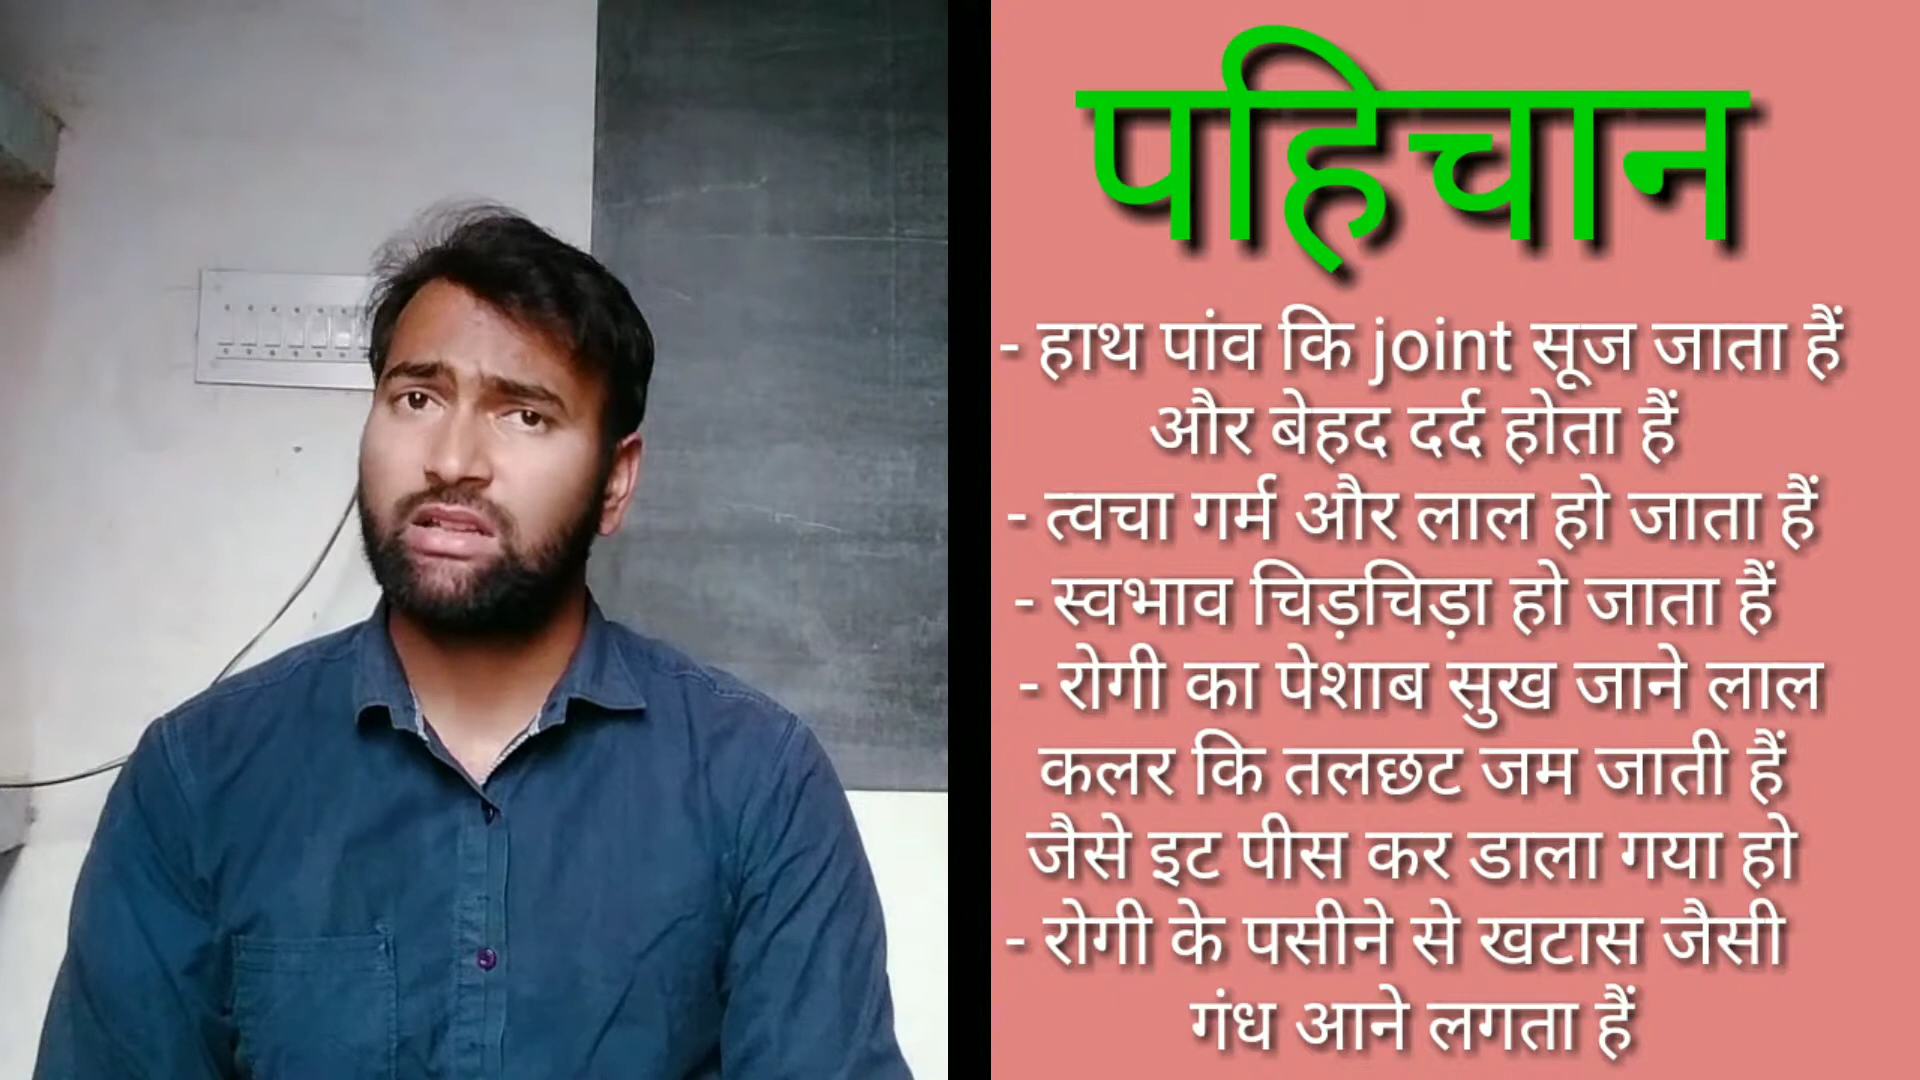 पहिचान
- हाथ पांव कि joint सूज जाता हैं
और बेहद दर्द होता हैं
- त्वचा गर्म और लाल हो जाता हैं
- स्वभाव चिड़चिड़ा हो जाता हैं
- रोगी का पेशाब सुख जाने लाल
कलर कि तलछट जम जाती हैं
जैसे इट पीस कर डाला गया हो
- रोगी के पसीने से खटास जैसी
गंध आने लगता हैं